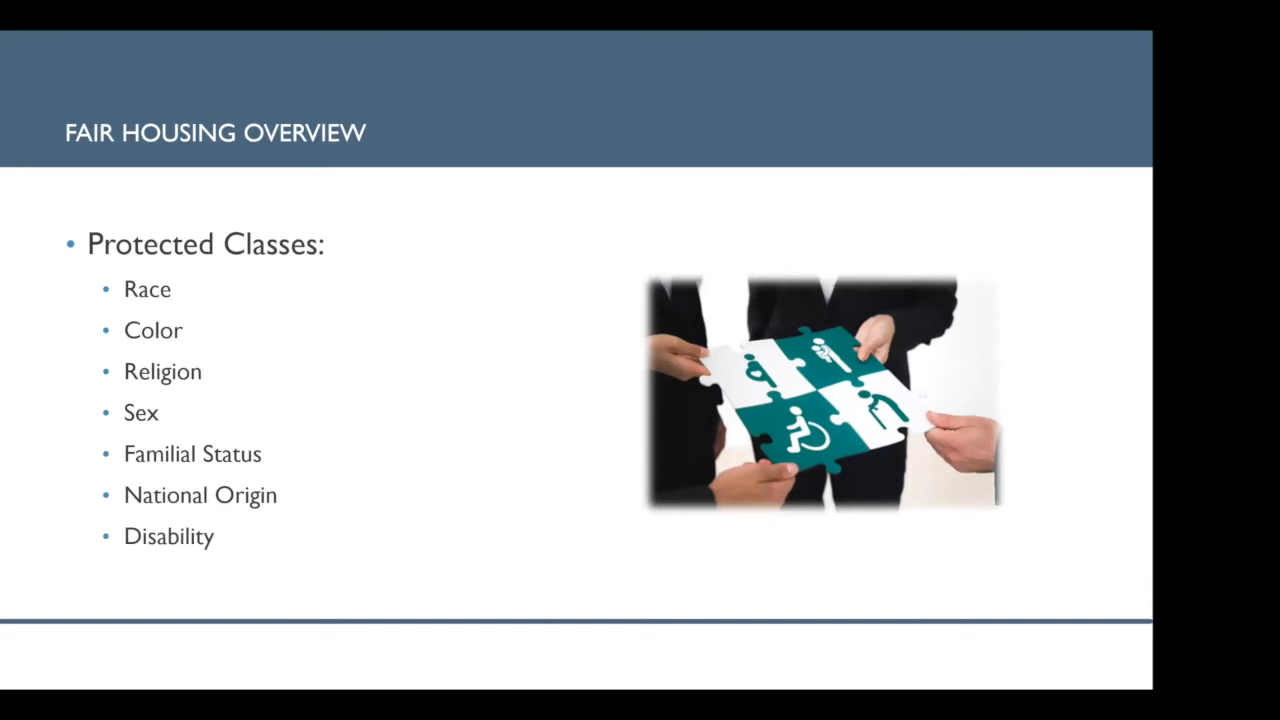 FAIR HOUSING OVERVIEW
• Protected Classes:
• Race
• Color
• Religion
• Sex
• Familial Status
• National Origin
• Disability